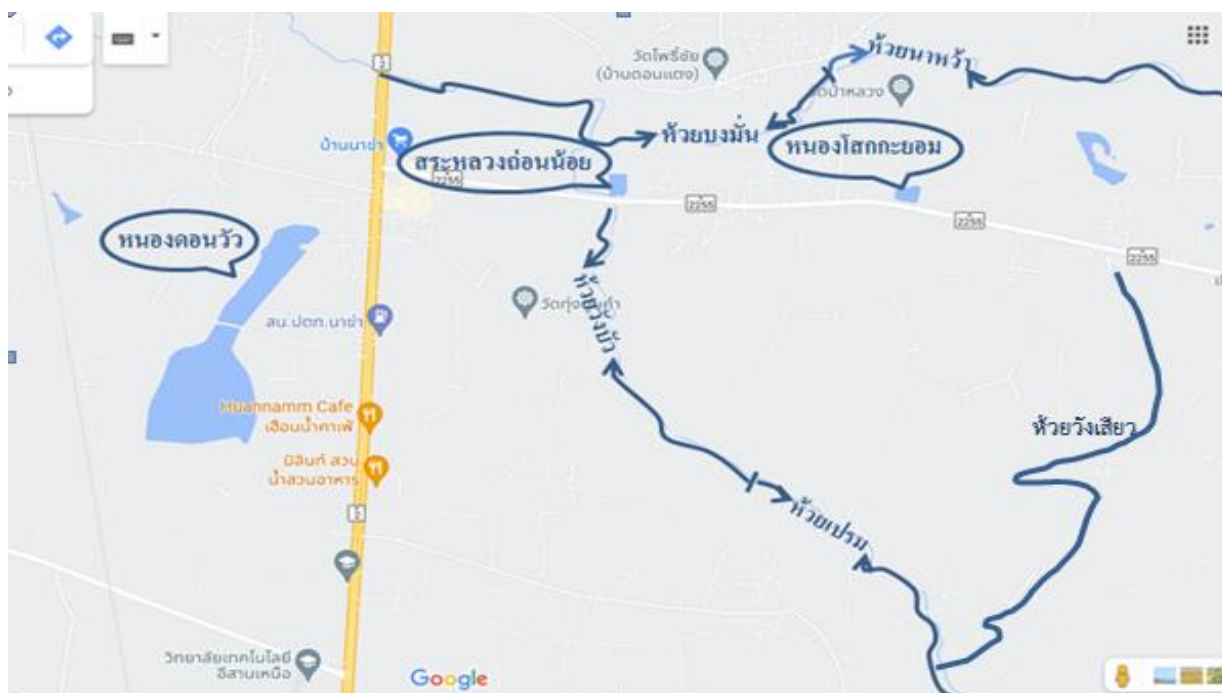 2
วัดโพธิ์ชัย
(บ้านดอนแตง)
ห้วยนาหว้า
ห้วยบงมั่น
บ้านนาข่า
สระหลวงถ่อนน้อย
หนองโสกกะยอม
2255
2255
2255
2255
หนองดอนวัว
ห้วยวังบัว
สน.ปตท.นาข่า
Huannamm Cafe
เฮือนน้ำคาเฟ่
ห้วยวังเสียว
นิลินท์ สวน
น้ำสวนอาหาร
2
ห้วยเปรม
วิทยาลัยเทคโนโลยี
อีสานเหนือ
Google